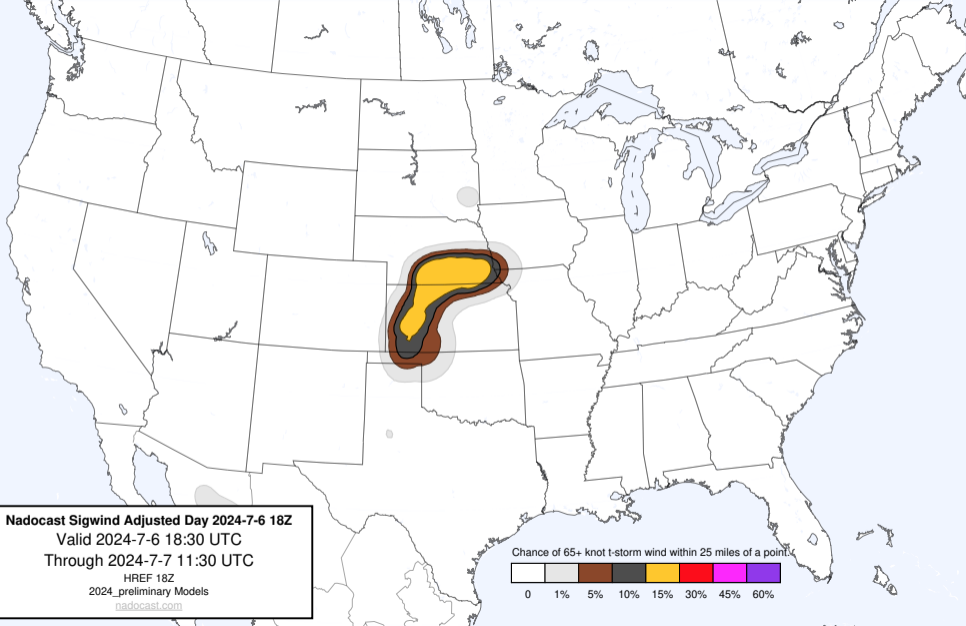 Nadocast Sigwind Adjusted Day 2024-7-6 18Z
Valid 2024-7-6 18:30 UTC
Through 2024-7-7 11:30 UTC
HREF 18Z
2024_preliminary Models
nadocast.com
Chance of 65+ knot t-storm wind within 25 miles of a point.
0 1% 5% 10% 15% 30% 45% 60%